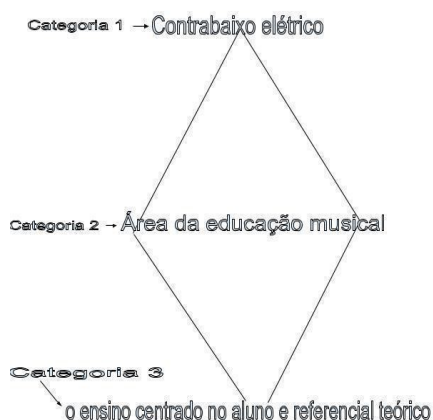 Categoria 1 → Contrabaixo elétrico
Categoria 2 → Área da educação musical
Categoria 3
o ensino centrado no aluno e referencial teórico